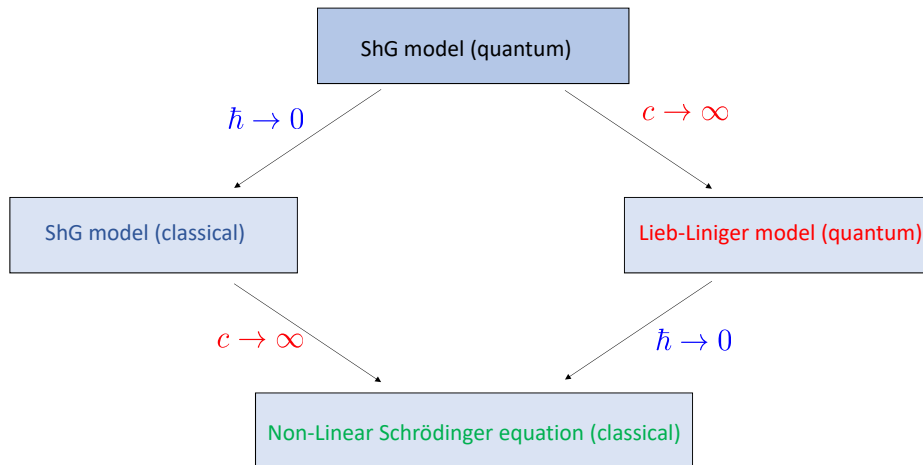 ShG model (quantum)
ħ → 0
c → ∞
ShG model (classical)
Lieb-Liniger model (quantum)
c → ∞
ħ → 0
Non-Linear Schrödinger equation (classical)